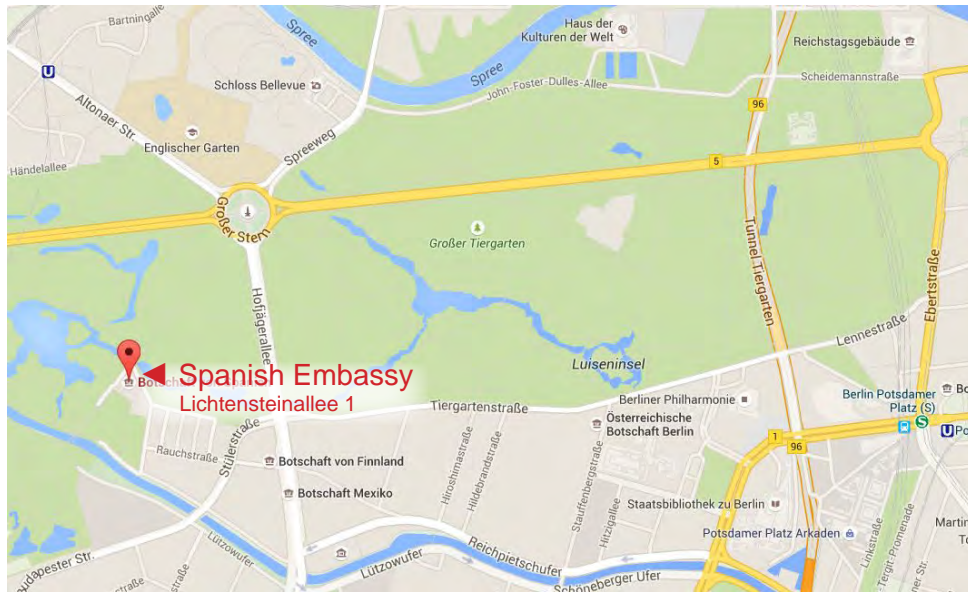 Bartningalle
Spree
Haus der
Kulturen der Welt
Reichstagsgebäude
U
Schloss Bellevue
Spree
John-Foster-Dulles-Allee
Scheidemannstraße
Altonaer Str.
96
Englischer Garten
Spreeweg
Händelallee
5
Großer Stern
Großer Tiergarten
Tunnel Tiergarten
Ebertstraße
Hofjägerallee
Lennestraße
Luiseninsel
Spanish Embassy
Lichtensteinallee 1
Tiergartenstraße
Berliner Philharmonie
Berlin Potsdamer
Platz (S)
S
U
Österreichische
Botschaft Berlin
1
96
Stülerstraße
Rauchstraße
Botschaft von Finnland
Hiroshimastraße
Hildebrandstraße
Stauffenbergstraße
Hitzigallee
Botschaft Mexiko
Staatsbibliothek zu Berlin
Potsdamer Platz Arkaden
Linkstraße
Lützowufer
Lützowufer
Reichpietschufer
Schöneberger Ufer